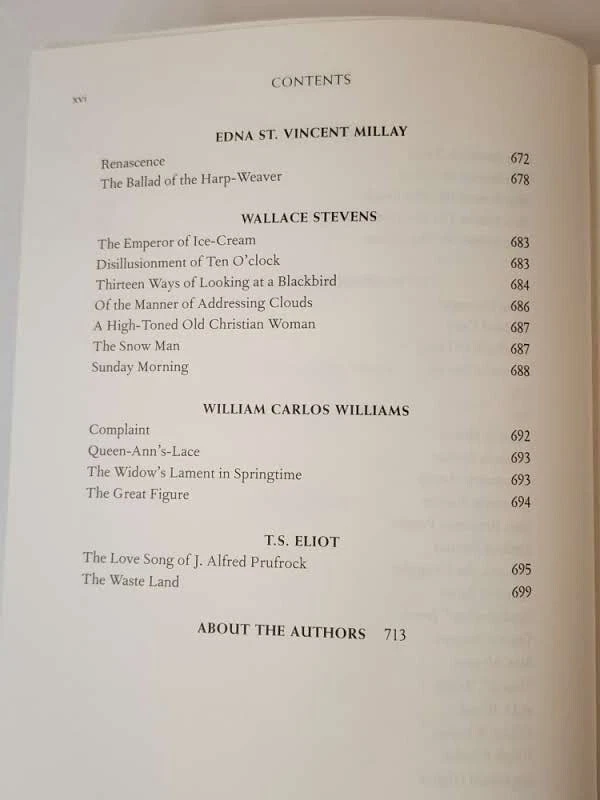 CONTENTS
xvi
EDNA ST. VINCENT MILLAY
Renascence 672
The Ballad of the Harp-Weaver 678
WALLACE STEVENS
The Emperor of Ice-Cream 683
Disillusionment of Ten O'clock 683
Thirteen Ways of Looking at a Blackbird 684
Of the Manner of Addressing Clouds 686
A High-Toned Old Christian Woman 687
The Snow Man 687
Sunday Morning 688
WILLIAM CARLOS WILLIAMS
Complaint 692
Queen-Ann's-Lace 693
The Widow's Lament in Springtime 693
The Great Figure 694
T.S. ELIOT
The Love Song of J. Alfred Prufrock 695
The Waste Land 699
ABOUT THE AUTHORS 713